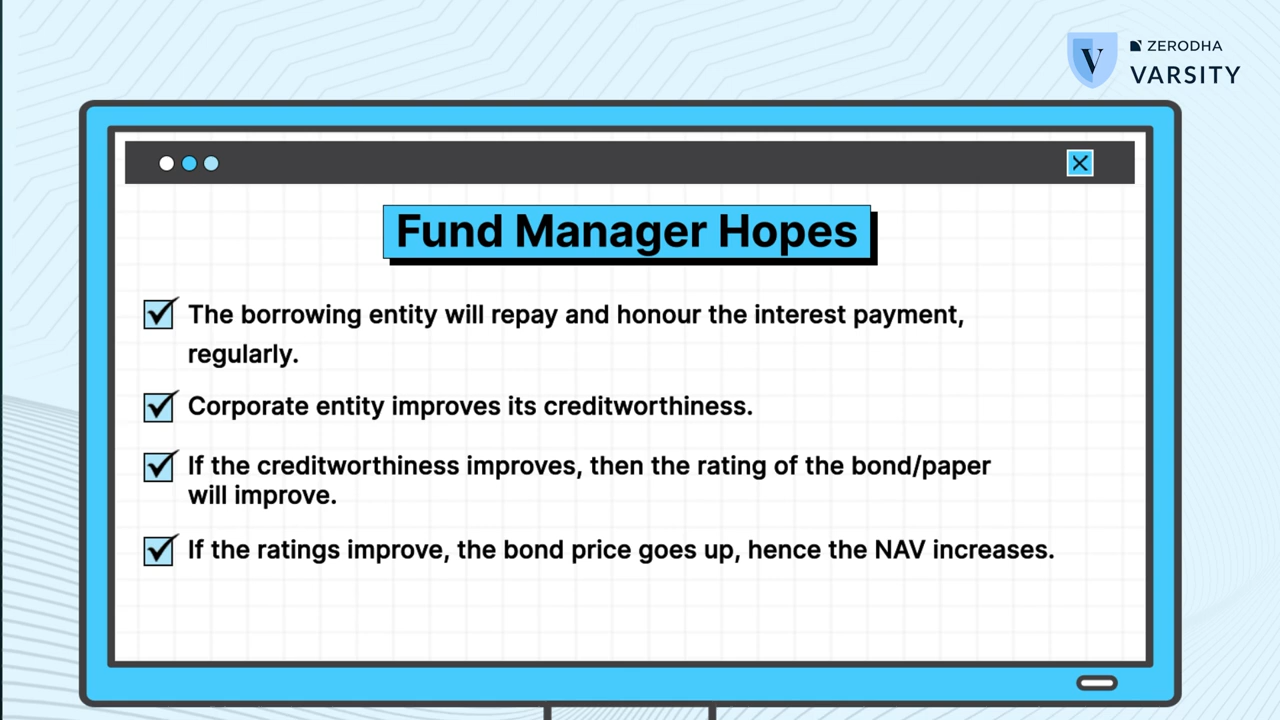 ZERODHA
V
VARSITY
Fund Manager Hopes
The borrowing entity will repay and honour the interest payment,
regularly.
Corporate entity improves its creditworthiness.
If the creditworthiness improves, then the rating of the bond/paper
will improve.
If the ratings improve, the bond price goes up, hence the NAV increases.